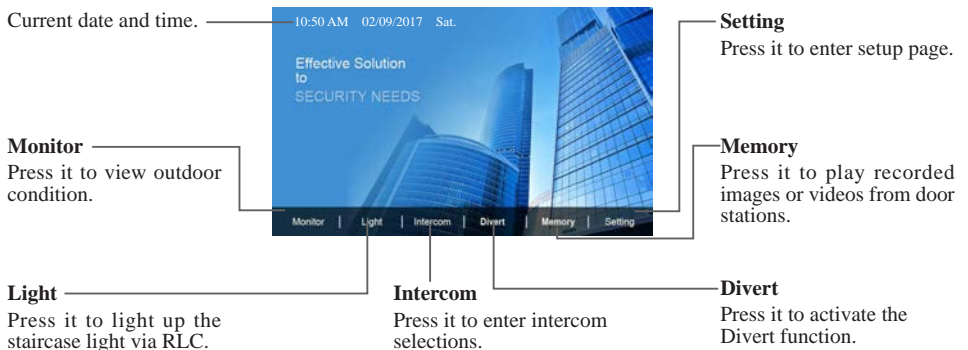 Current date and time.
10:50 AM 02/09/2017 Sat.
Setting
Press it to enter setup page.
Effective Solution
to
SECURITY NEEDS
Monitor
Press it to view outdoor
condition.
Memory
Press it to play recorded
images or videos from door
stations.
Monitor | Light | Intercom | Divert | Memory | Setting
Light
Press it to light up the
staircase light via RLC.
Intercom
Press it to enter intercom
selections.
Divert
Press it to activate the
Divert function.